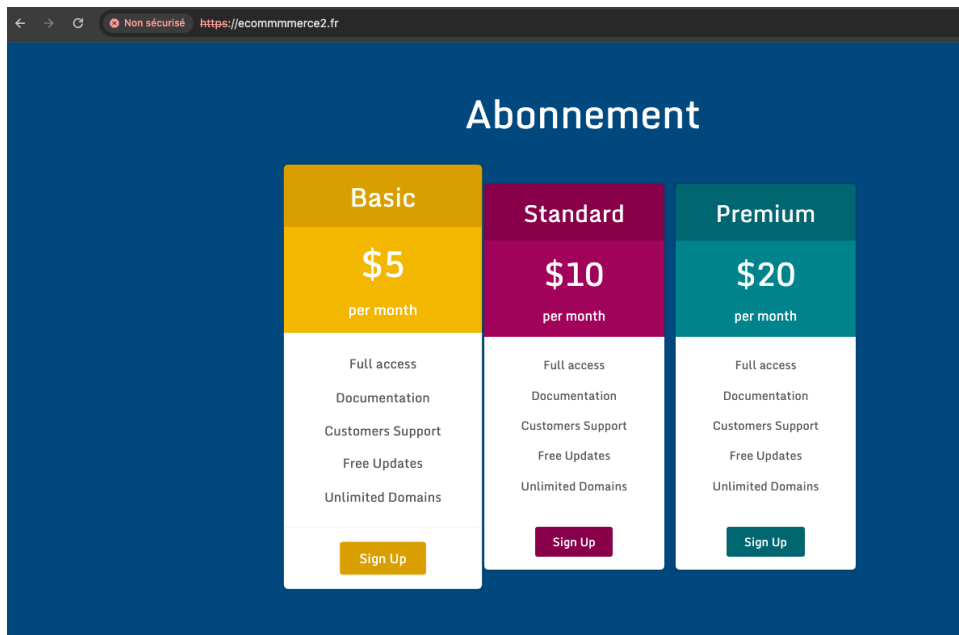 Non sécurisé https://ecommmmerce2.fr
Abonnement
Basic
$5
per month
Full access
Documentation
Customers Support
Free Updates
Unlimited Domains
Sign Up
Standard
$10
per month
Full access
Documentation
Customers Support
Free Updates
Unlimited Domains
Sign Up
Premium
$20
per month
Full access
Documentation
Customers Support
Free Updates
Unlimited Domains
Sign Up